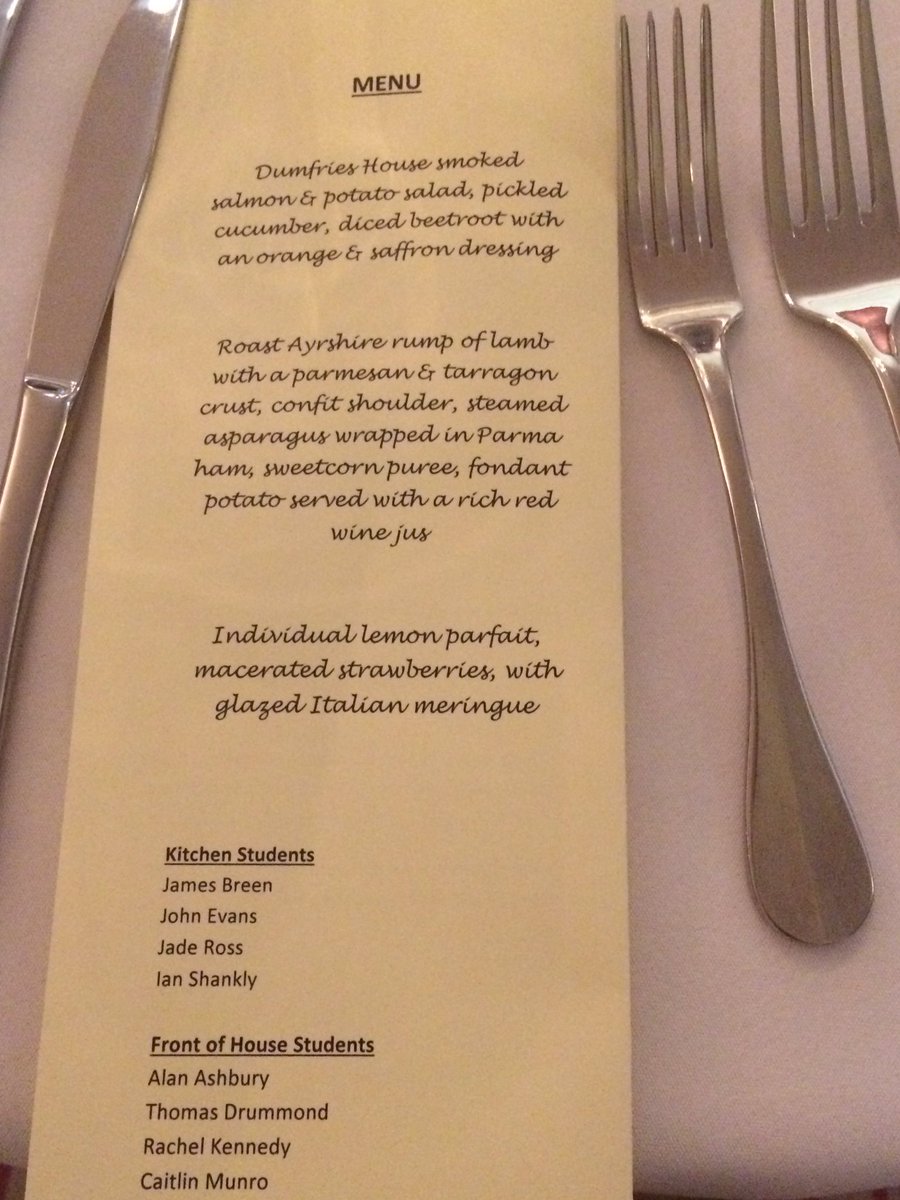 MENU
Dumfries House smoked
salmon & potato salad, pickled
cucumber, diced beetroot with
an orange & saffron dressing
Roast Ayrshire rump of lamb
with a parmesan & tarragon
crust, confit shoulder, steamed
asparagus wrapped in Parma
ham, sweetcorn puree, fondant
potato served with a rich red
wine jus
Individual lemon parfait,
macerated strawberries, with
glazed Italian meringue
Kitchen Students
James Breen
John Evans
Jade Ross
Ian Shankly
Front of House Students
Alan Ashbury
Thomas Drummond
Rachel Kennedy
Caitlin Munro